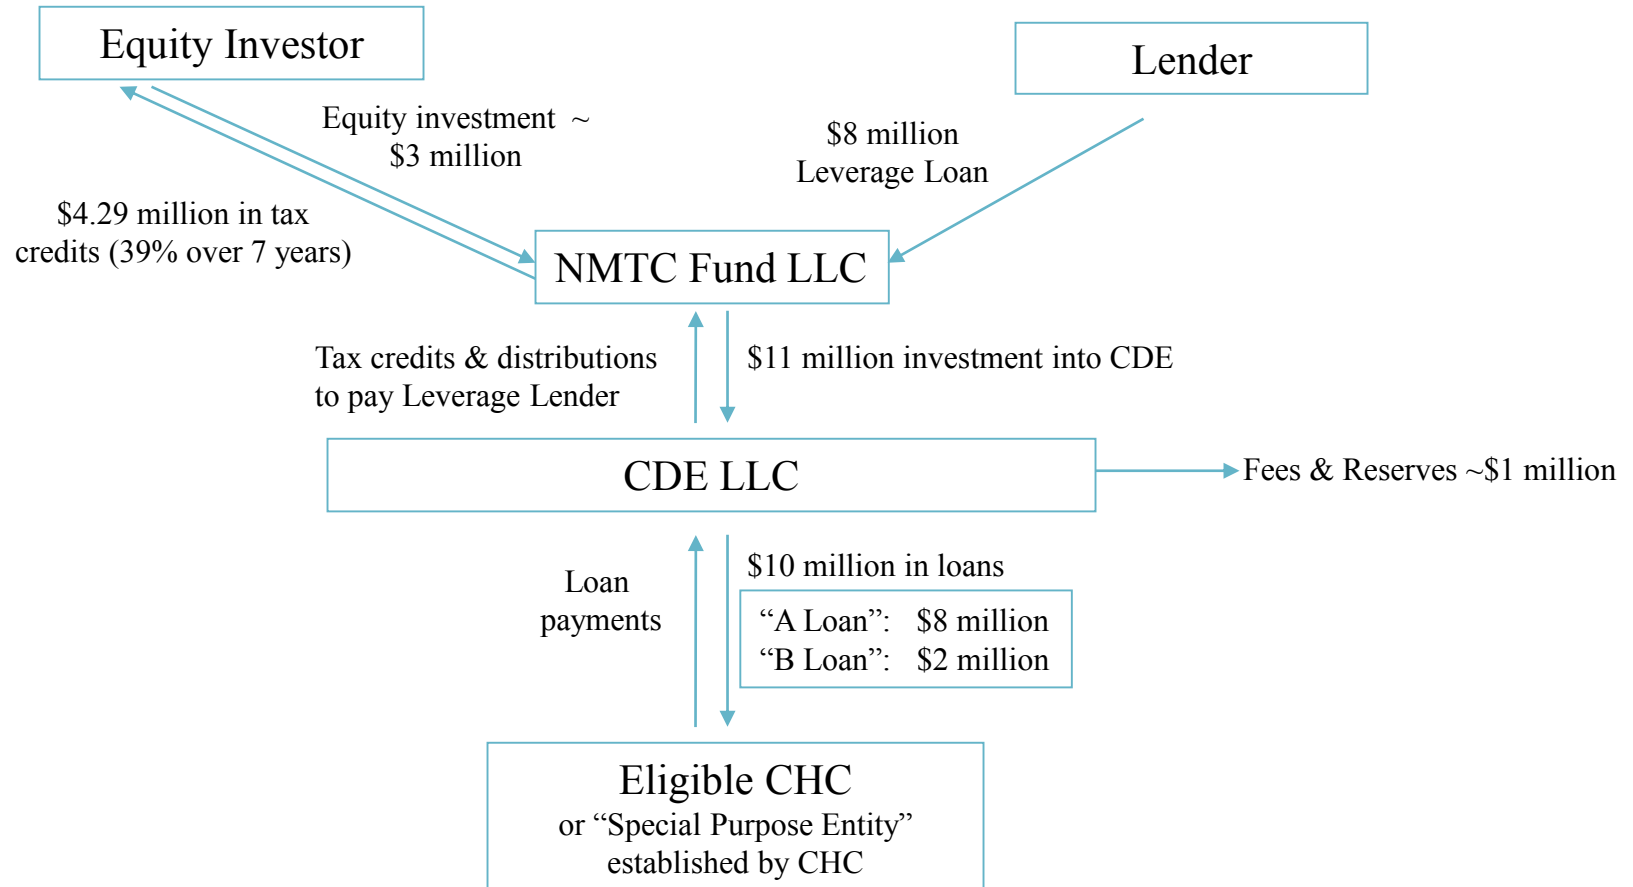 Equity Investor
Lender
Equity investment ~
$3 million
$8 million
Leverage Loan
$4.29 million in tax
credits (39% over 7 years)
NMTC Fund LLC
Tax credits & distributions
to pay Leverage Lender
$11 million investment into CDE
CDE LLC
Fees & Reserves ~$1 million
Loan
payments
$10 million in loans
“A Loan”: $8 million
“B Loan”: $2 million
Eligible CHC
or “Special Purpose Entity”
established by CHC